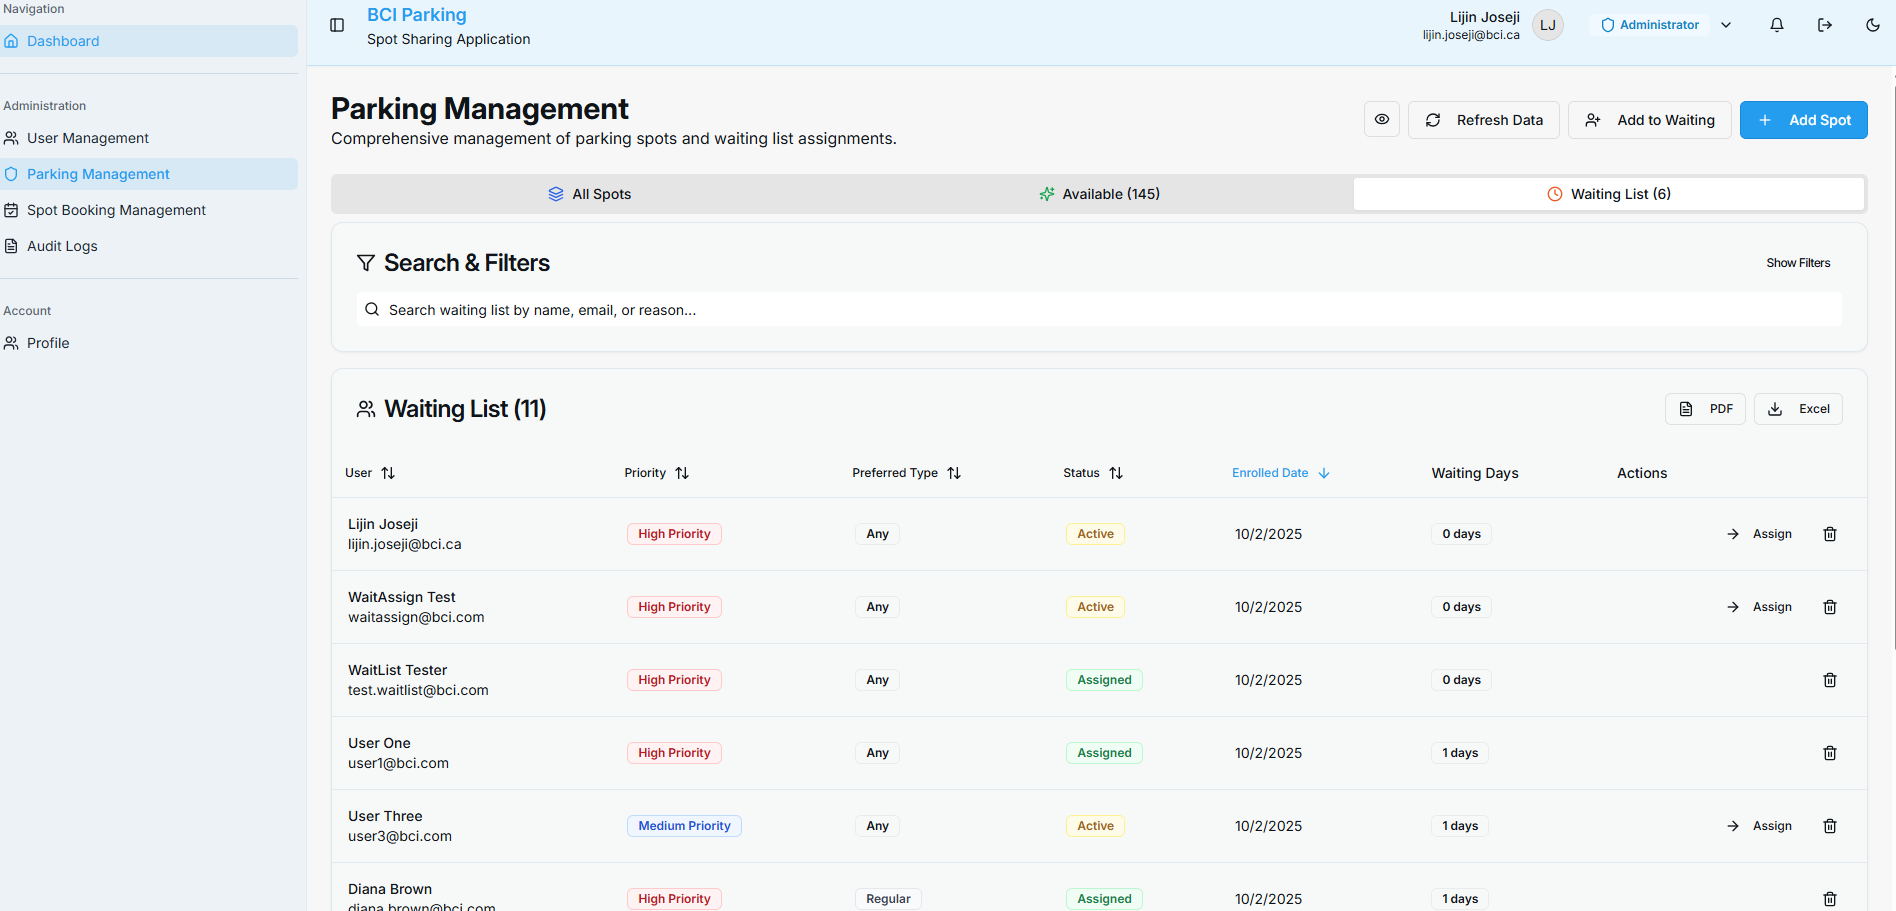 Navigation
Dashboard
Administration
User Management
Parking Management
Spot Booking Management
Audit Logs
Account
Profile
BCI Parking
Spot Sharing Application
Lijin Joseji
lijin.joseji@bci.ca
LJ
Administrator
Parking Management
Comprehensive management of parking spots and waiting list assignments.
Refresh Data
Add to Waiting
Add Spot
All Spots
Available (145)
Waiting List (6)
Search & Filters
Show Filters
Search waiting list by name, email, or reason...
Waiting List (11)
PDF
Excel
User Priority Preferred Type Status Enrolled Date Waiting Days Actions
Lijin Joseji
lijin.joseji@bci.ca
High Priority Any Active 10/2/2025 0 days Assign
WaitAssign Test
waitassign@bci.com
High Priority Any Active 10/2/2025 0 days Assign
WaitList Tester
test.waitlist@bci.com
High Priority Any Assigned 10/2/2025 0 days
User One
user1@bci.com
High Priority Any Assigned 10/2/2025 1 days
User Three
user3@bci.com
Medium Priority Any Active 10/2/2025 1 days Assign
Diana Brown
diana.brown@bci.com
High Priority Regular Assigned 10/2/2025 1 days